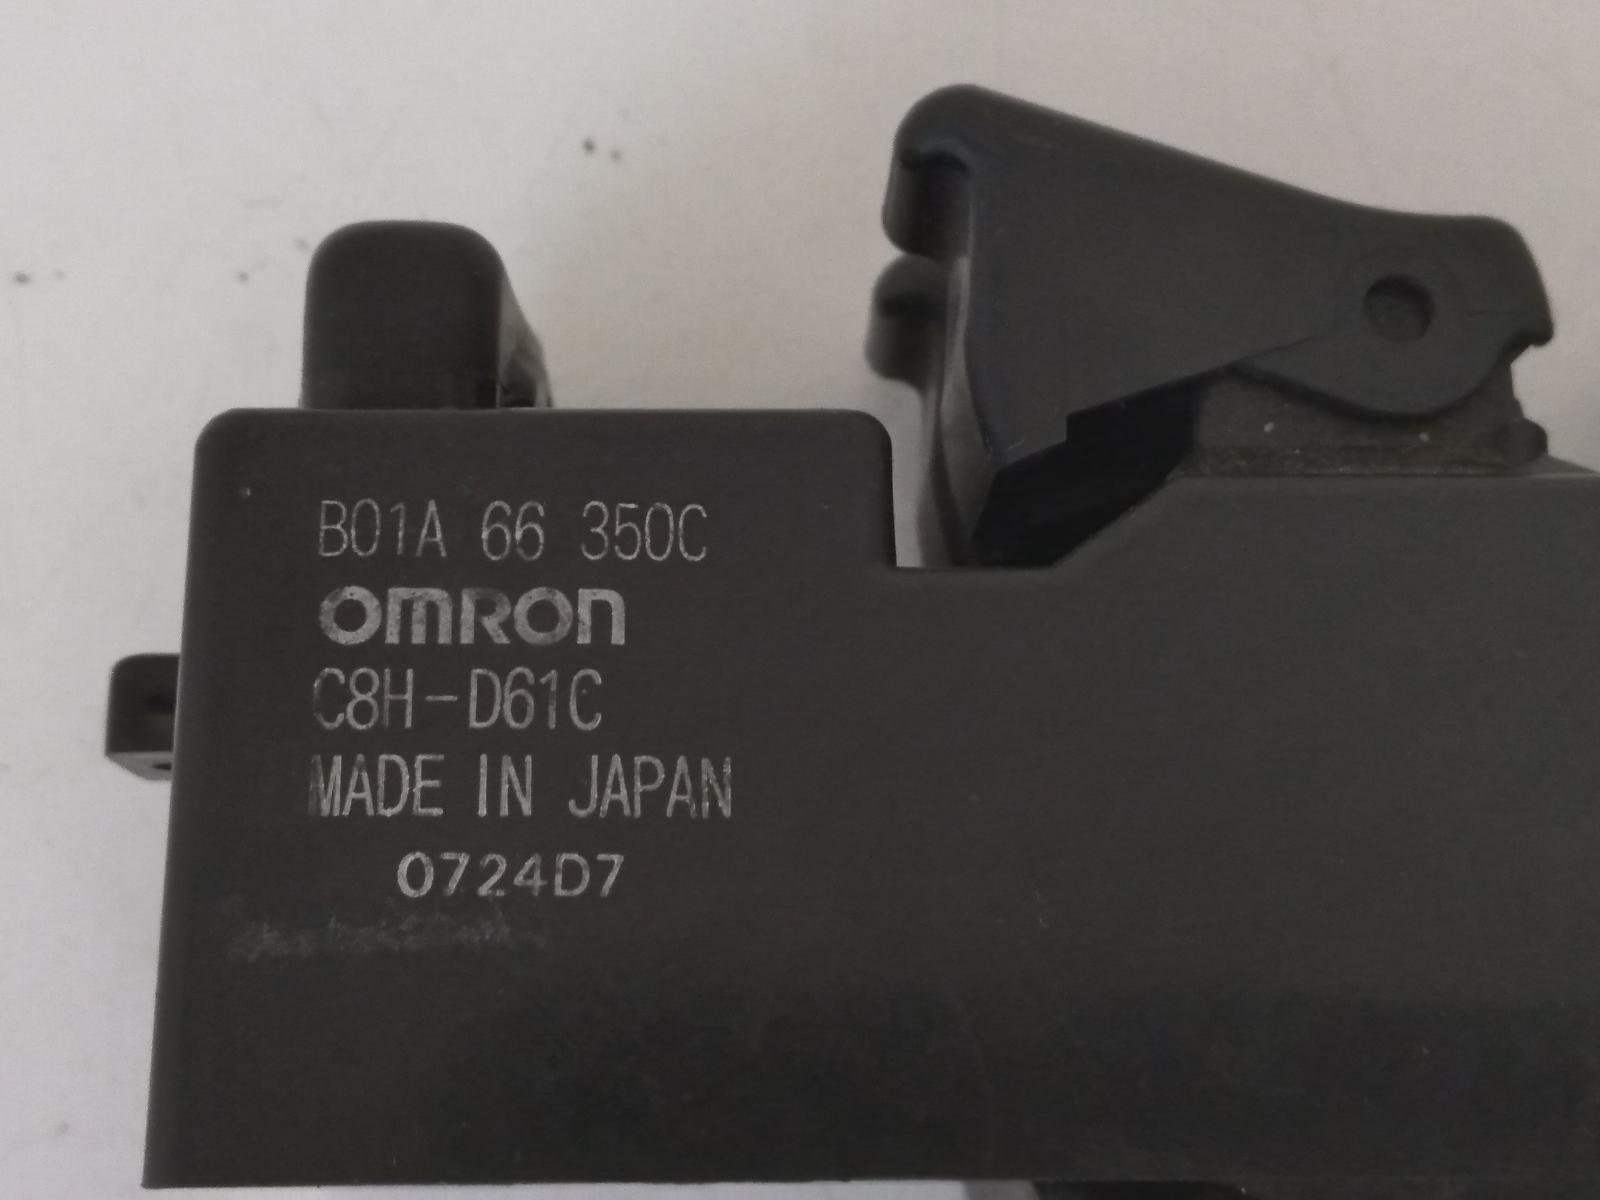 B01A 66 350C
OMRON
C8H-D61C
MADE IN JAPAN
0724D7